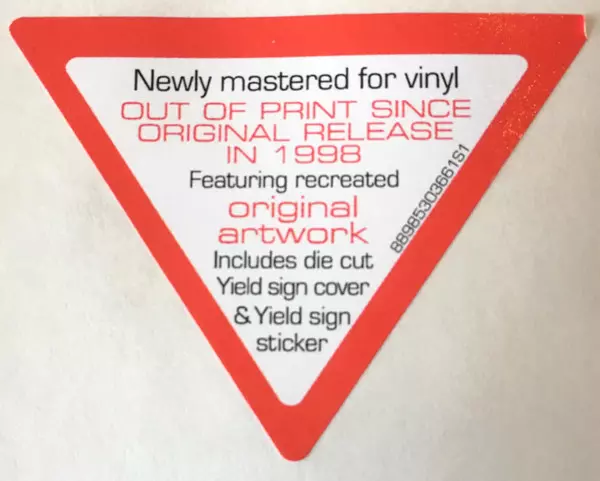 Newly mastered for vinyl
OUT OF PRINT SINCE
ORIGINAL RELEASE
IN 1998
Featuring recreated
original
artwork
Includes die cut
Yield sign cover
& Yield sign
sticker
88985303661S1